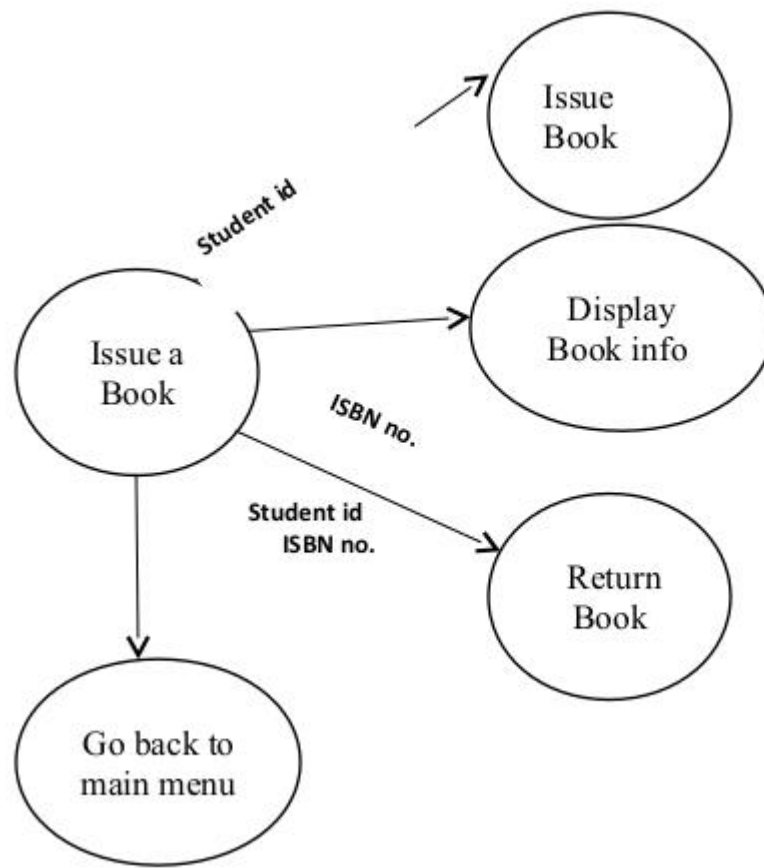 Issue
Book
Student id
Display
Book info
Issue a
Book
ISBN no.
Student id
ISBN no.
Return
Book
Go back to
main menu